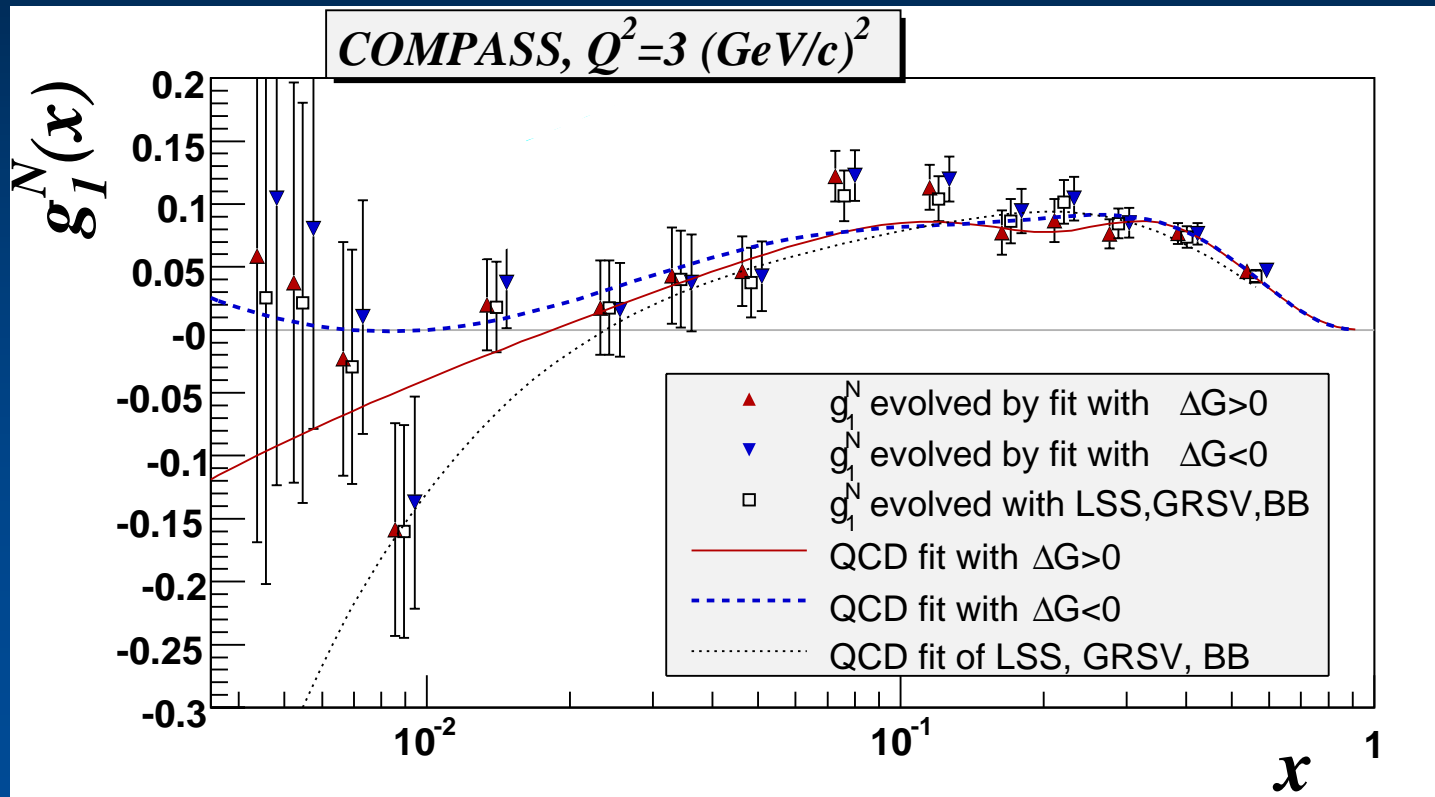 COMPASS, Q²=3 (GeV/c)²
g₁ᴺ(x)
0.2
0.15
0.1
0.05
-0
-0.05
-0.1
-0.15
-0.2
-0.25
-0.3
g₁ᴺ evolved by fit with ΔG>0
g₁ᴺ evolved by fit with ΔG<0
g₁ᴺ evolved with LSS,GRSV,BB
QCD fit with ΔG>0
QCD fit with ΔG<0
QCD fit of LSS, GRSV, BB
10⁻² 10⁻¹ 1
x